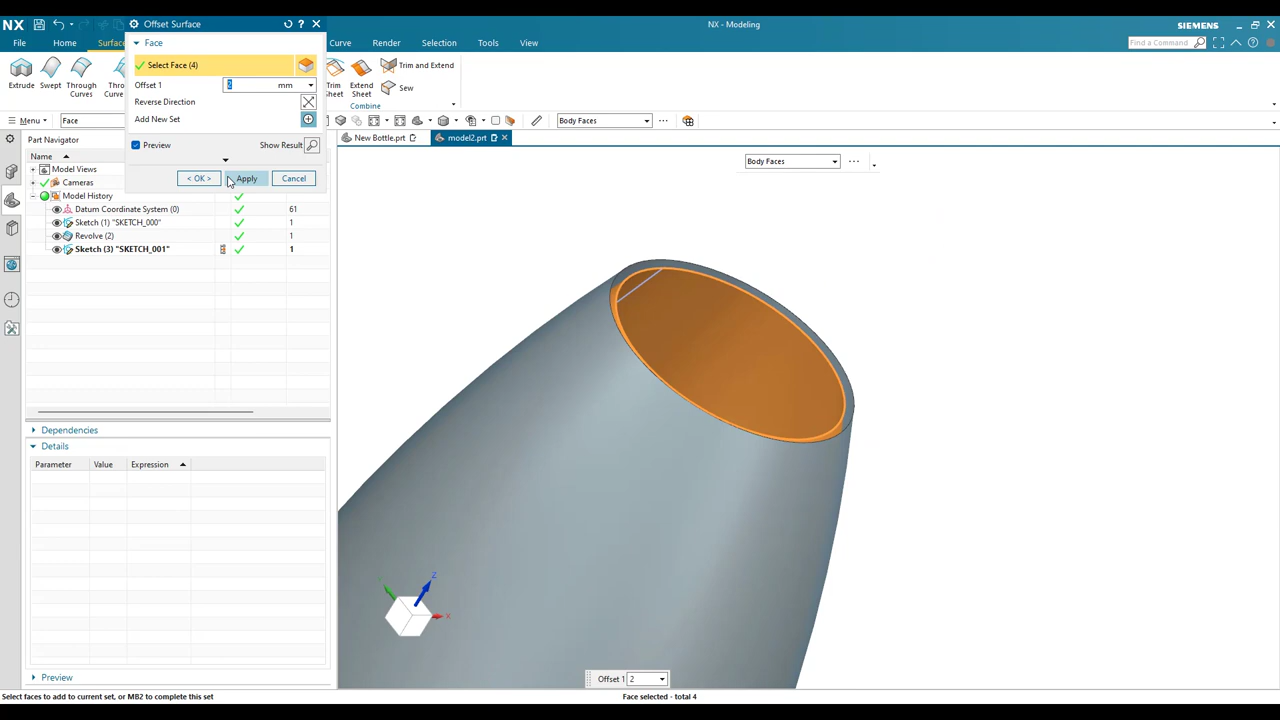 NX
Offset Surface
NX - Modeling
SIEMENS
File Home Surface Curve Render Selection Tools View
Find a Command
Face
Select Face (4)
Offset 1 2 mm
Reverse Direction
Add New Set
Preview Show Result
< OK > Apply Cancel
Extrude Swept Through Curves Trim Sheet Extend Sheet Trim and Extend Sew
Combine
Menu Face Body Faces
Part Navigator New Bottle.prt model2.prt
Name
Body Faces
Model Views
Cameras
Model History
Datum Coordinate System (0) 61
Sketch (1) "SKETCH_000" 1
Revolve (2) 1
Sketch (3) "SKETCH_001" 1
Dependencies
Details
Parameter Value Expression
Z
X
Preview
Offset 1 2
Select faces to add to current set, or MB2 to complete this set Face selected - total 4